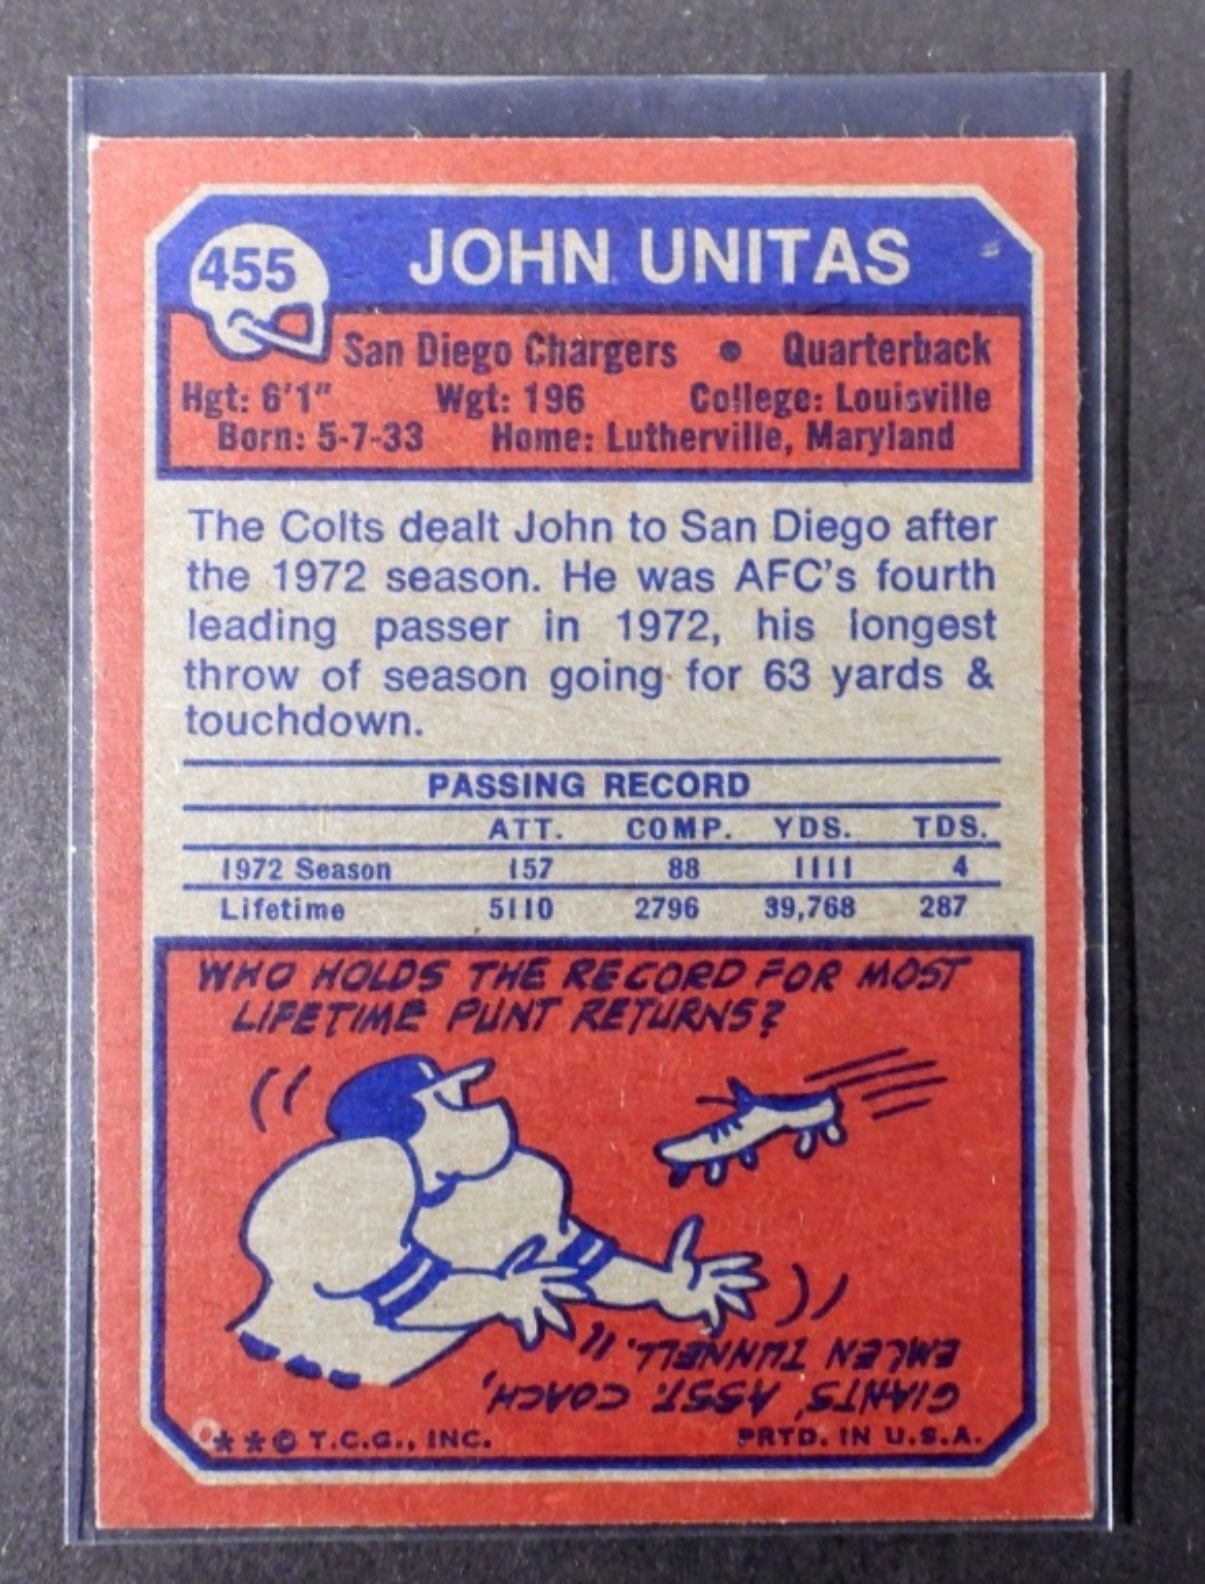 455
JOHN UNITAS
San Diego Chargers • Quarterback
Hgt: 6'1" Wgt: 196 College: Louisville
Born: 5-7-33 Home: Lutherville, Maryland
The Colts dealt John to San Diego after
the 1972 season. He was AFC's fourth
leading passer in 1972, his longest
throw of season going for 63 yards &
touchdown.
PASSING RECORD
ATT. COMP. YDS. TDS.
1972 Season 157 88 1111 4
Lifetime 5110 2796 39,768 287
WHO HOLDS THE RECORD FOR MOST
LIFETIME PUNT RETURNS?
GIANTS' ASST. COACH,
EMLEN TUNNELL.
** © T.C.G., INC. PRTD. IN U.S.A.